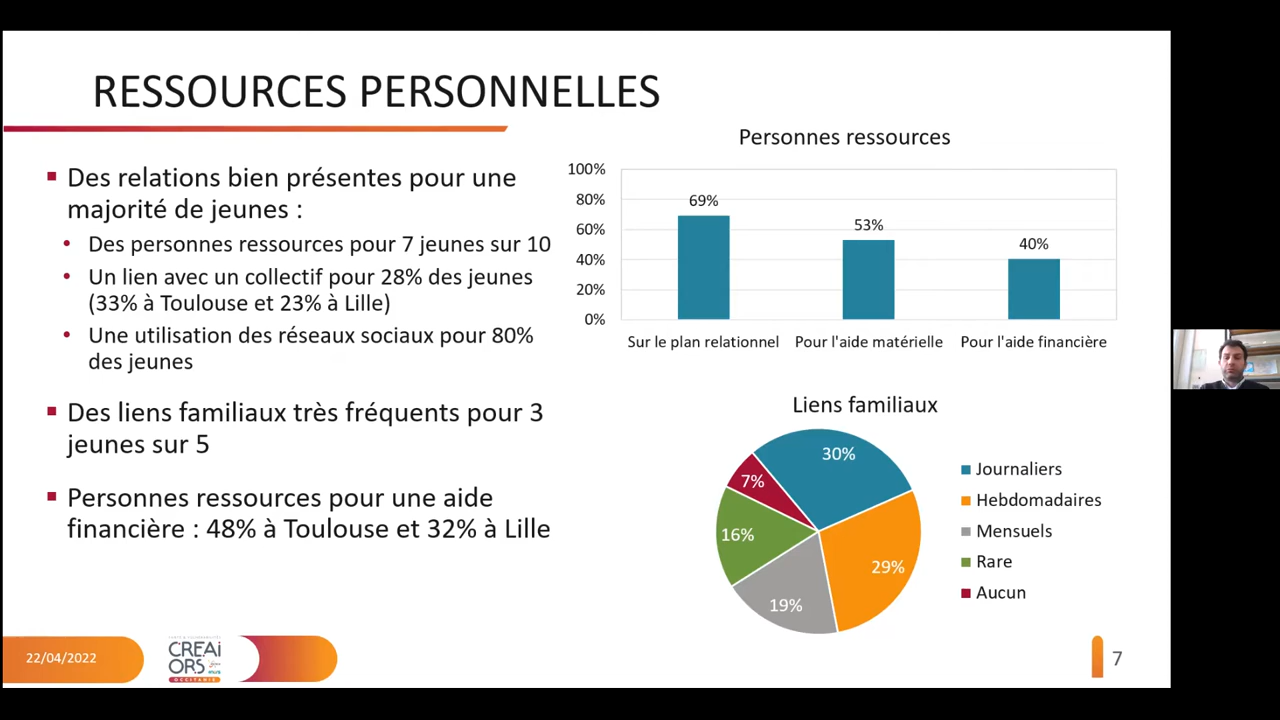 RESSOURCES PERSONNELLES
Des relations bien présentes pour une
majorité de jeunes :
Des personnes ressources pour 7 jeunes sur 10
Un lien avec un collectif pour 28% des jeunes
(33% à Toulouse et 23% à Lille)
Une utilisation des réseaux sociaux pour 80%
des jeunes
Des liens familiaux très fréquents pour 3
jeunes sur 5
Personnes ressources pour une aide
financière : 48% à Toulouse et 32% à Lille
Personnes ressources
100%
80%
60%
40%
20%
0%
69%
53%
40%
Sur le plan relationnel
Pour l'aide matérielle
Pour l'aide financière
Liens familiaux
30%
29%
19%
16%
7%
Journaliers
Hebdomadaires
Mensuels
Rare
Aucun
22/04/2022
CREAI
ORS
OCCITANIE
7